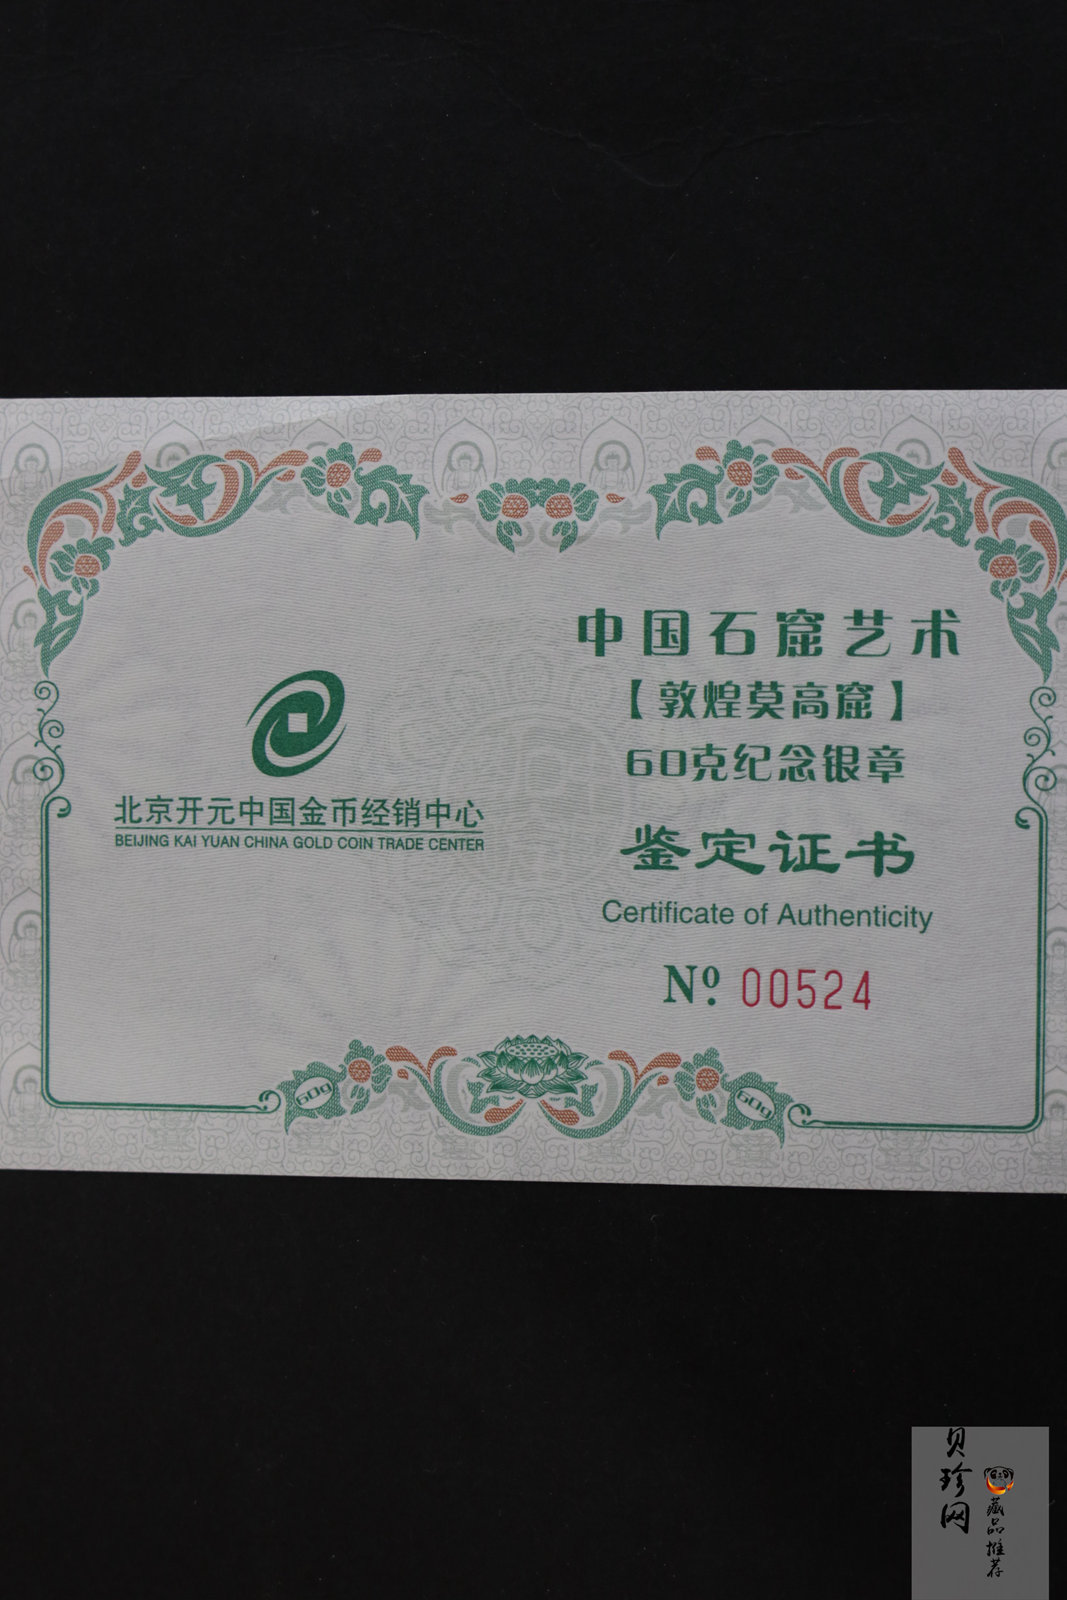 北京开元中国金币经销中心
BEIJING KAI YUAN CHINA GOLD COIN TRADE CENTER
中国石窟艺术
【敦煌莫高窟】
60克纪念银章
鉴定证书
Certificate of Authenticity
Nº. 00524
60g
60g
贝珍网
藏品推荐